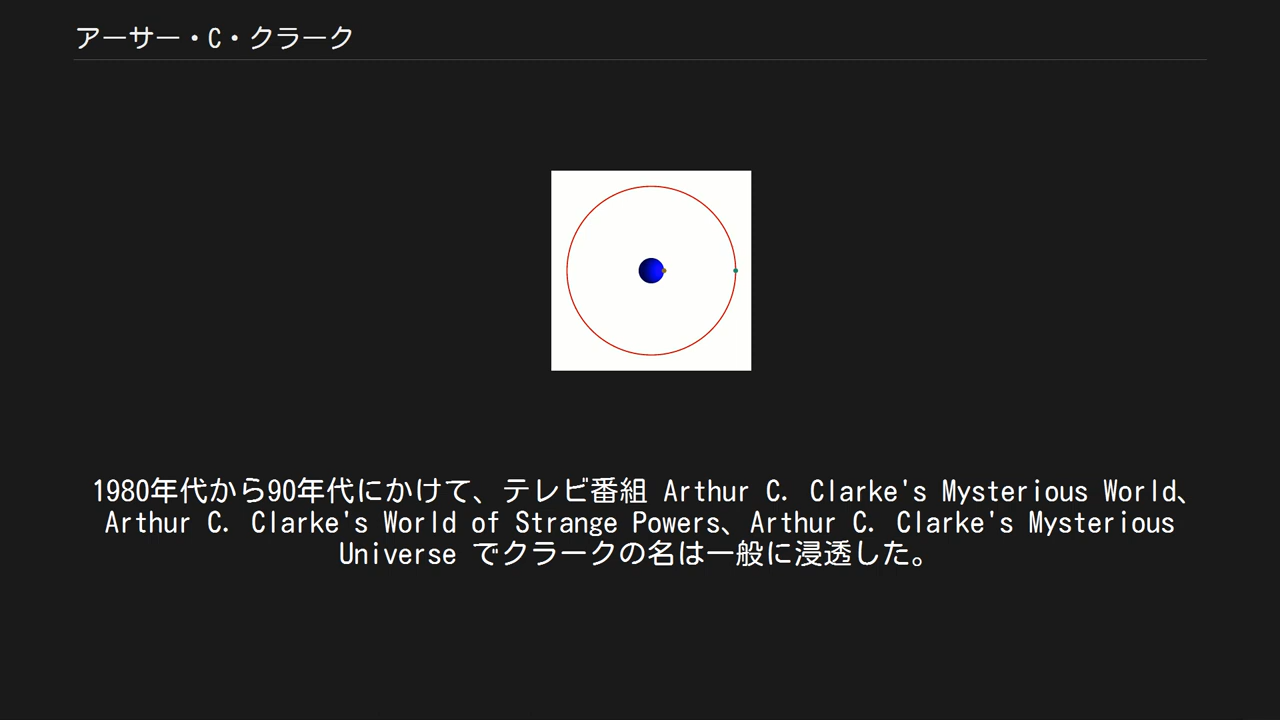 アーサー・C・クラーク
1980年代から90年代にかけて、テレビ番組 Arthur C. Clarke's Mysterious World、
Arthur C. Clarke's World of Strange Powers、Arthur C. Clarke's Mysterious
Universe でクラークの名は一般に浸透した。